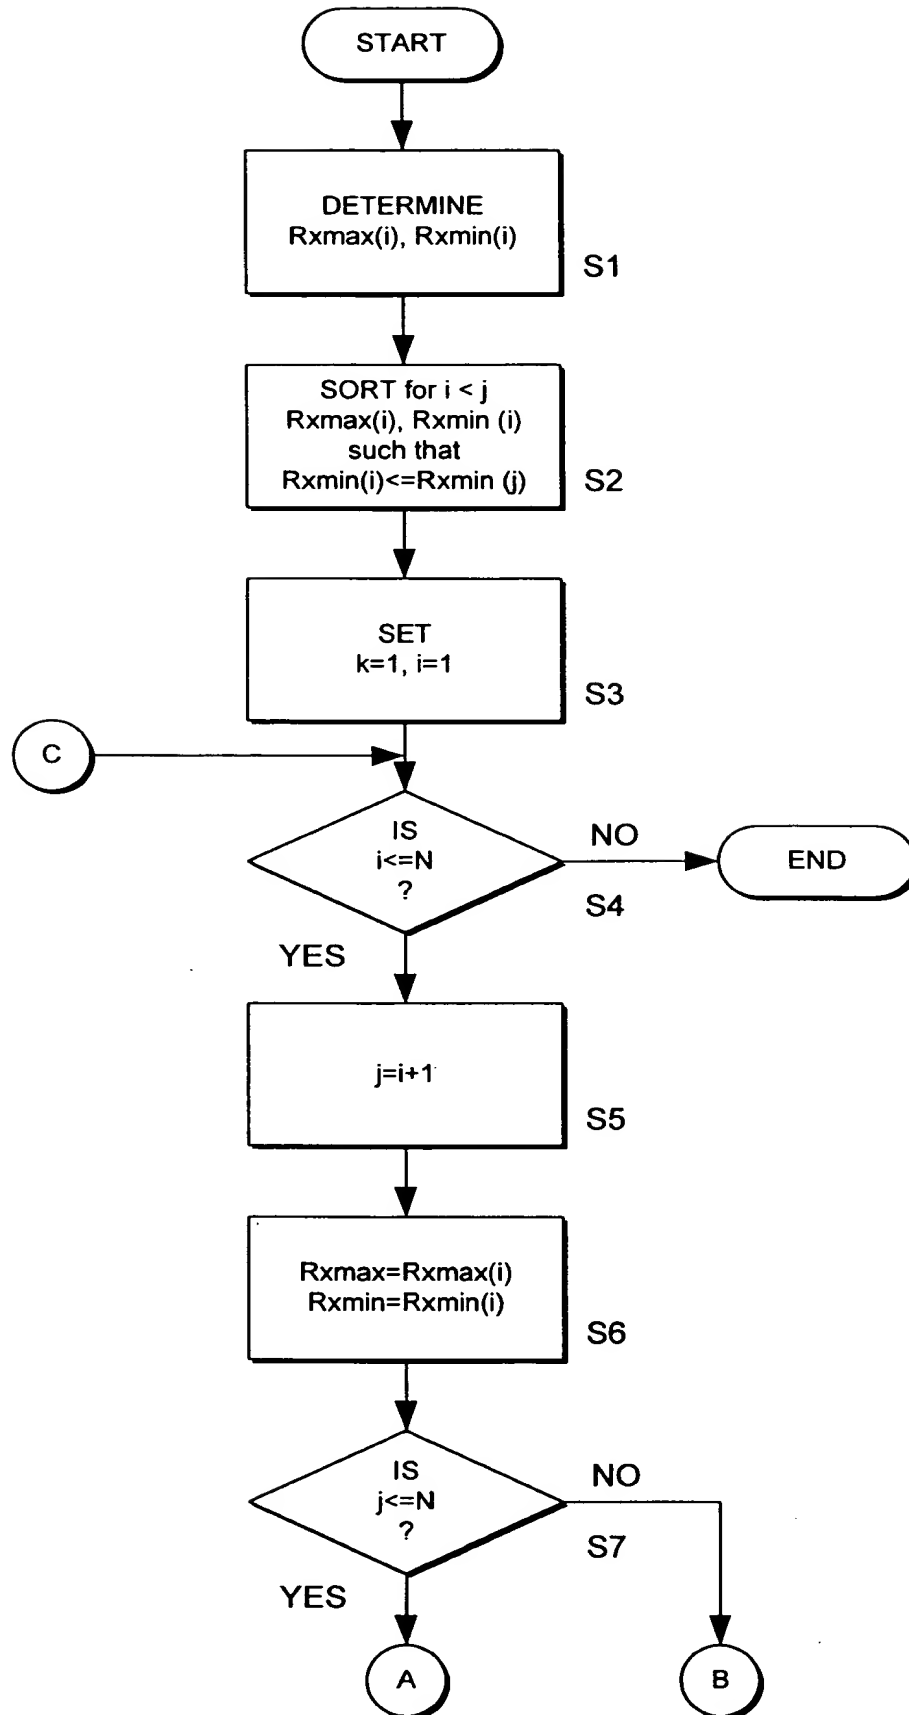 START
DETERMINE
Rxmax(i), Rxmin(i)
S1
SORT for i < j
Rxmax(i), Rxmin (i)
such that
Rxmin(i)<=Rxmin (j)
S2
SET
k=1, i=1
S3
C
IS
i<=N
?
NO
S4
END
YES
j=i+1
S5
Rxmax=Rxmax(i)
Rxmin=Rxmin(i)
S6
IS
j<=N
?
NO
S7
YES
A
B